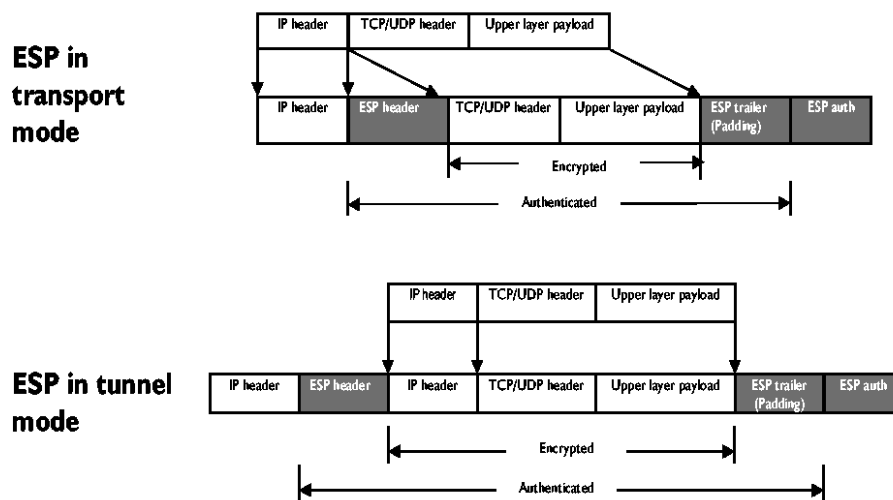 IP header TCP/UDP header Upper layer payload
ESP in
transport
mode
IP header ESP header TCP/UDP header Upper layer payload ESP trailer ESP auth
(Padding)
Encrypted
Authenticated
IP header TCP/UDP header Upper layer payload
ESP in tunnel
mode
IP header ESP header IP header TCP/UDP header Upper layer payload ESP trailer ESP auth
(Padding)
Encrypted
Authenticated